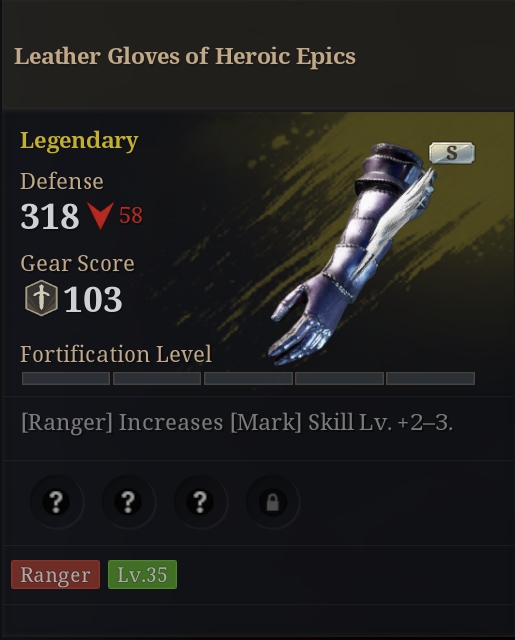 Leather Gloves of Heroic Epics
Legendary
S
Defense
318 58
Gear Score
103
Fortification Level
[Ranger] Increases [Mark] Skill Lv. +2–3.
? ? ?
Ranger Lv.35